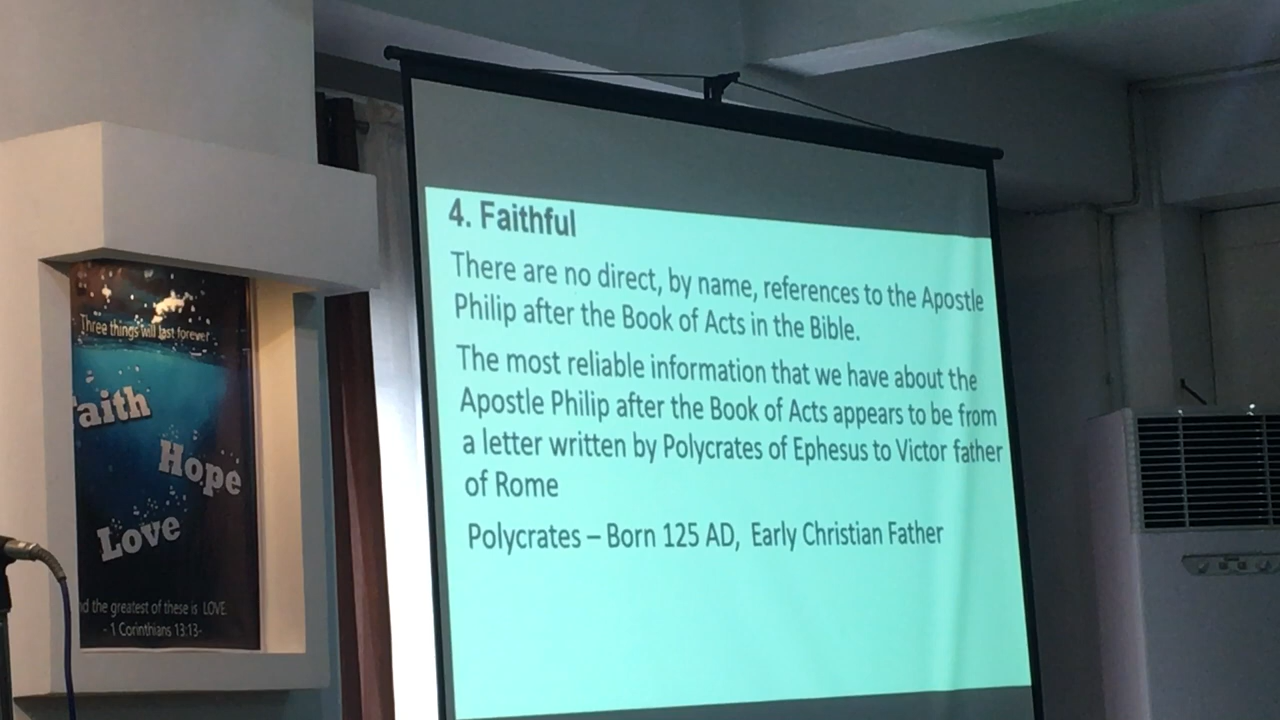 Three things will last forever
Faith
Hope
Love
nd the greatest of these is LOVE.
- 1 Corinthians 13:13-
4. Faithful
There are no direct, by name, references to the Apostle
Philip after the Book of Acts in the Bible.
The most reliable information that we have about the
Apostle Philip after the Book of Acts appears to be from
a letter written by Polycrates of Ephesus to Victor father
of Rome
Polycrates – Born 125 AD, Early Christian Father